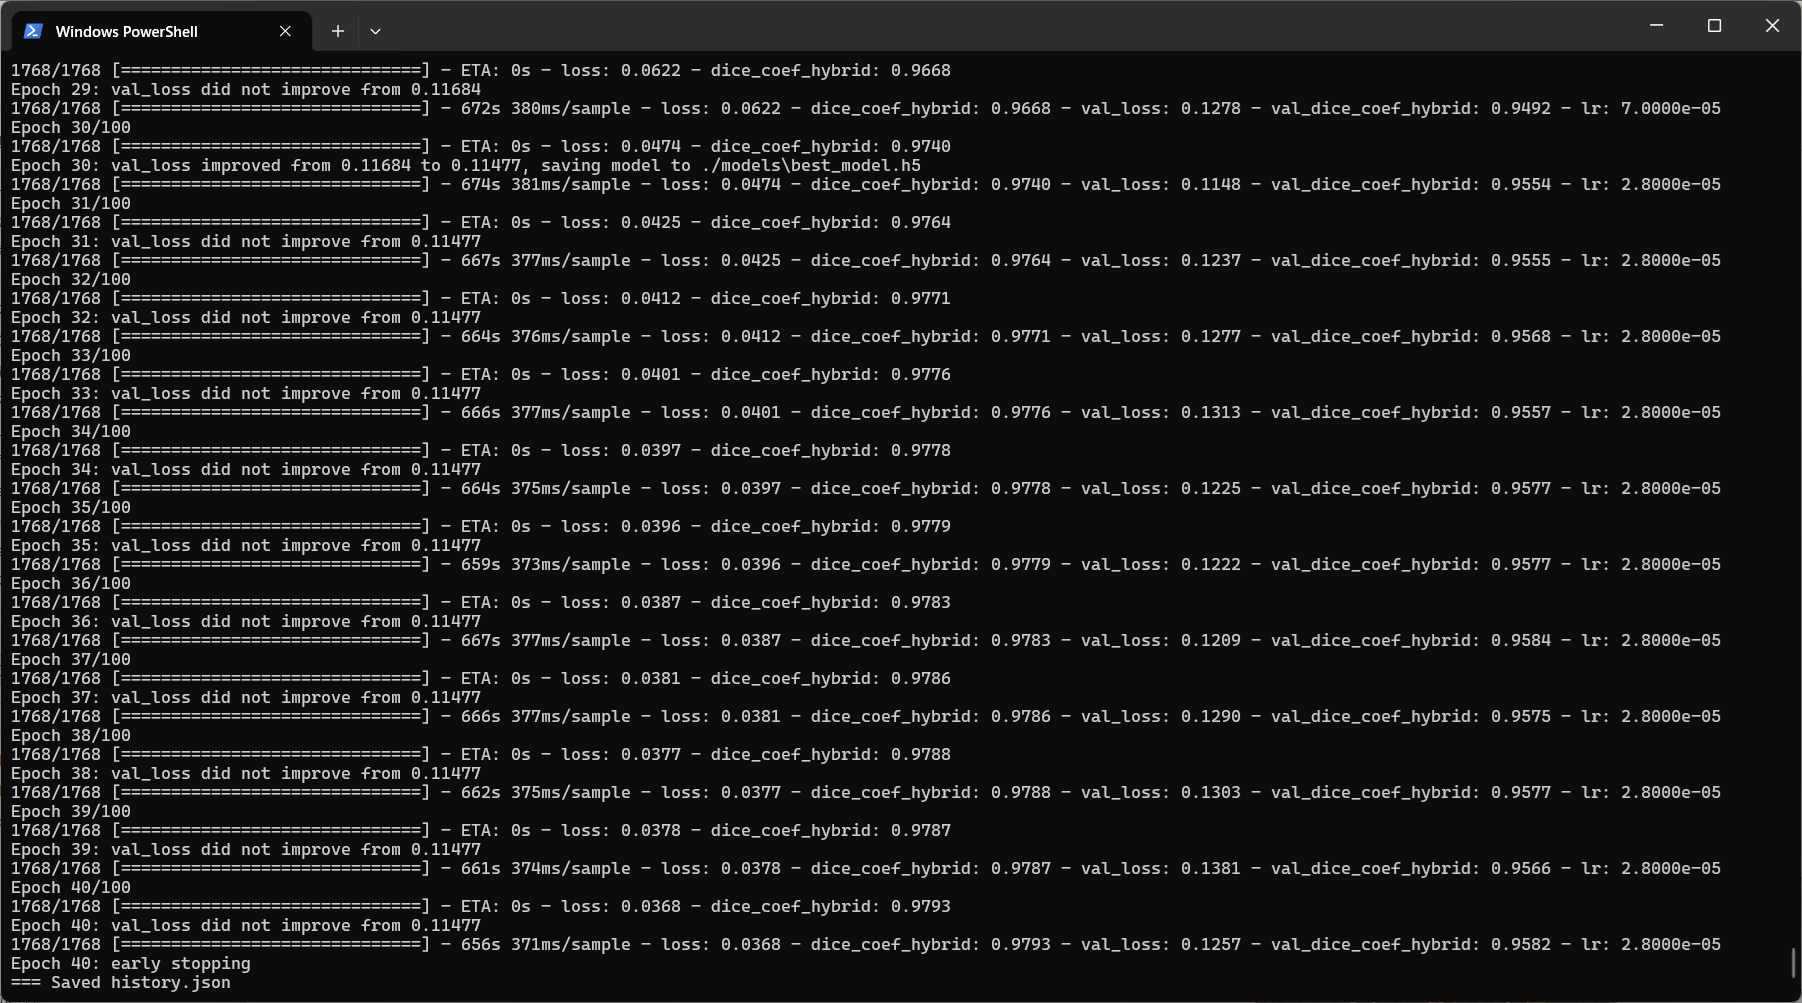 Windows PowerShell
1768/1768 [==============================] - ETA: 0s - loss: 0.0622 - dice_coef_hybrid: 0.9668
Epoch 29: val_loss did not improve from 0.11684
1768/1768 [==============================] - 672s 380ms/sample - loss: 0.0622 - dice_coef_hybrid: 0.9668 - val_loss: 0.1278 - val_dice_coef_hybrid: 0.9492 - lr: 7.0000e-05
Epoch 30/100
1768/1768 [==============================] - ETA: 0s - loss: 0.0474 - dice_coef_hybrid: 0.9740
Epoch 30: val_loss improved from 0.11684 to 0.11477, saving model to ./models\best_model.h5
1768/1768 [==============================] - 674s 381ms/sample - loss: 0.0474 - dice_coef_hybrid: 0.9740 - val_loss: 0.1148 - val_dice_coef_hybrid: 0.9554 - lr: 2.8000e-05
Epoch 31/100
1768/1768 [==============================] - ETA: 0s - loss: 0.0425 - dice_coef_hybrid: 0.9764
Epoch 31: val_loss did not improve from 0.11477
1768/1768 [==============================] - 667s 377ms/sample - loss: 0.0425 - dice_coef_hybrid: 0.9764 - val_loss: 0.1237 - val_dice_coef_hybrid: 0.9555 - lr: 2.8000e-05
Epoch 32/100
1768/1768 [==============================] - ETA: 0s - loss: 0.0412 - dice_coef_hybrid: 0.9771
Epoch 32: val_loss did not improve from 0.11477
1768/1768 [==============================] - 664s 376ms/sample - loss: 0.0412 - dice_coef_hybrid: 0.9771 - val_loss: 0.1277 - val_dice_coef_hybrid: 0.9568 - lr: 2.8000e-05
Epoch 33/100
1768/1768 [==============================] - ETA: 0s - loss: 0.0401 - dice_coef_hybrid: 0.9776
Epoch 33: val_loss did not improve from 0.11477
1768/1768 [==============================] - 666s 377ms/sample - loss: 0.0401 - dice_coef_hybrid: 0.9776 - val_loss: 0.1313 - val_dice_coef_hybrid: 0.9557 - lr: 2.8000e-05
Epoch 34/100
1768/1768 [==============================] - ETA: 0s - loss: 0.0397 - dice_coef_hybrid: 0.9778
Epoch 34: val_loss did not improve from 0.11477
1768/1768 [==============================] - 664s 375ms/sample - loss: 0.0397 - dice_coef_hybrid: 0.9778 - val_loss: 0.1225 - val_dice_coef_hybrid: 0.9577 - lr: 2.8000e-05
Epoch 35/100
1768/1768 [==============================] - ETA: 0s - loss: 0.0396 - dice_coef_hybrid: 0.9779
Epoch 35: val_loss did not improve from 0.11477
1768/1768 [==============================] - 659s 373ms/sample - loss: 0.0396 - dice_coef_hybrid: 0.9779 - val_loss: 0.1222 - val_dice_coef_hybrid: 0.9577 - lr: 2.8000e-05
Epoch 36/100
1768/1768 [==============================] - ETA: 0s - loss: 0.0387 - dice_coef_hybrid: 0.9783
Epoch 36: val_loss did not improve from 0.11477
1768/1768 [==============================] - 667s 377ms/sample - loss: 0.0387 - dice_coef_hybrid: 0.9783 - val_loss: 0.1209 - val_dice_coef_hybrid: 0.9584 - lr: 2.8000e-05
Epoch 37/100
1768/1768 [==============================] - ETA: 0s - loss: 0.0381 - dice_coef_hybrid: 0.9786
Epoch 37: val_loss did not improve from 0.11477
1768/1768 [==============================] - 666s 377ms/sample - loss: 0.0381 - dice_coef_hybrid: 0.9786 - val_loss: 0.1290 - val_dice_coef_hybrid: 0.9575 - lr: 2.8000e-05
Epoch 38/100
1768/1768 [==============================] - ETA: 0s - loss: 0.0377 - dice_coef_hybrid: 0.9788
Epoch 38: val_loss did not improve from 0.11477
1768/1768 [==============================] - 662s 375ms/sample - loss: 0.0377 - dice_coef_hybrid: 0.9788 - val_loss: 0.1303 - val_dice_coef_hybrid: 0.9577 - lr: 2.8000e-05
Epoch 39/100
1768/1768 [==============================] - ETA: 0s - loss: 0.0378 - dice_coef_hybrid: 0.9787
Epoch 39: val_loss did not improve from 0.11477
1768/1768 [==============================] - 661s 374ms/sample - loss: 0.0378 - dice_coef_hybrid: 0.9787 - val_loss: 0.1381 - val_dice_coef_hybrid: 0.9566 - lr: 2.8000e-05
Epoch 40/100
1768/1768 [==============================] - ETA: 0s - loss: 0.0368 - dice_coef_hybrid: 0.9793
Epoch 40: val_loss did not improve from 0.11477
1768/1768 [==============================] - 656s 371ms/sample - loss: 0.0368 - dice_coef_hybrid: 0.9793 - val_loss: 0.1257 - val_dice_coef_hybrid: 0.9582 - lr: 2.8000e-05
Epoch 40: early stopping
=== Saved history.json